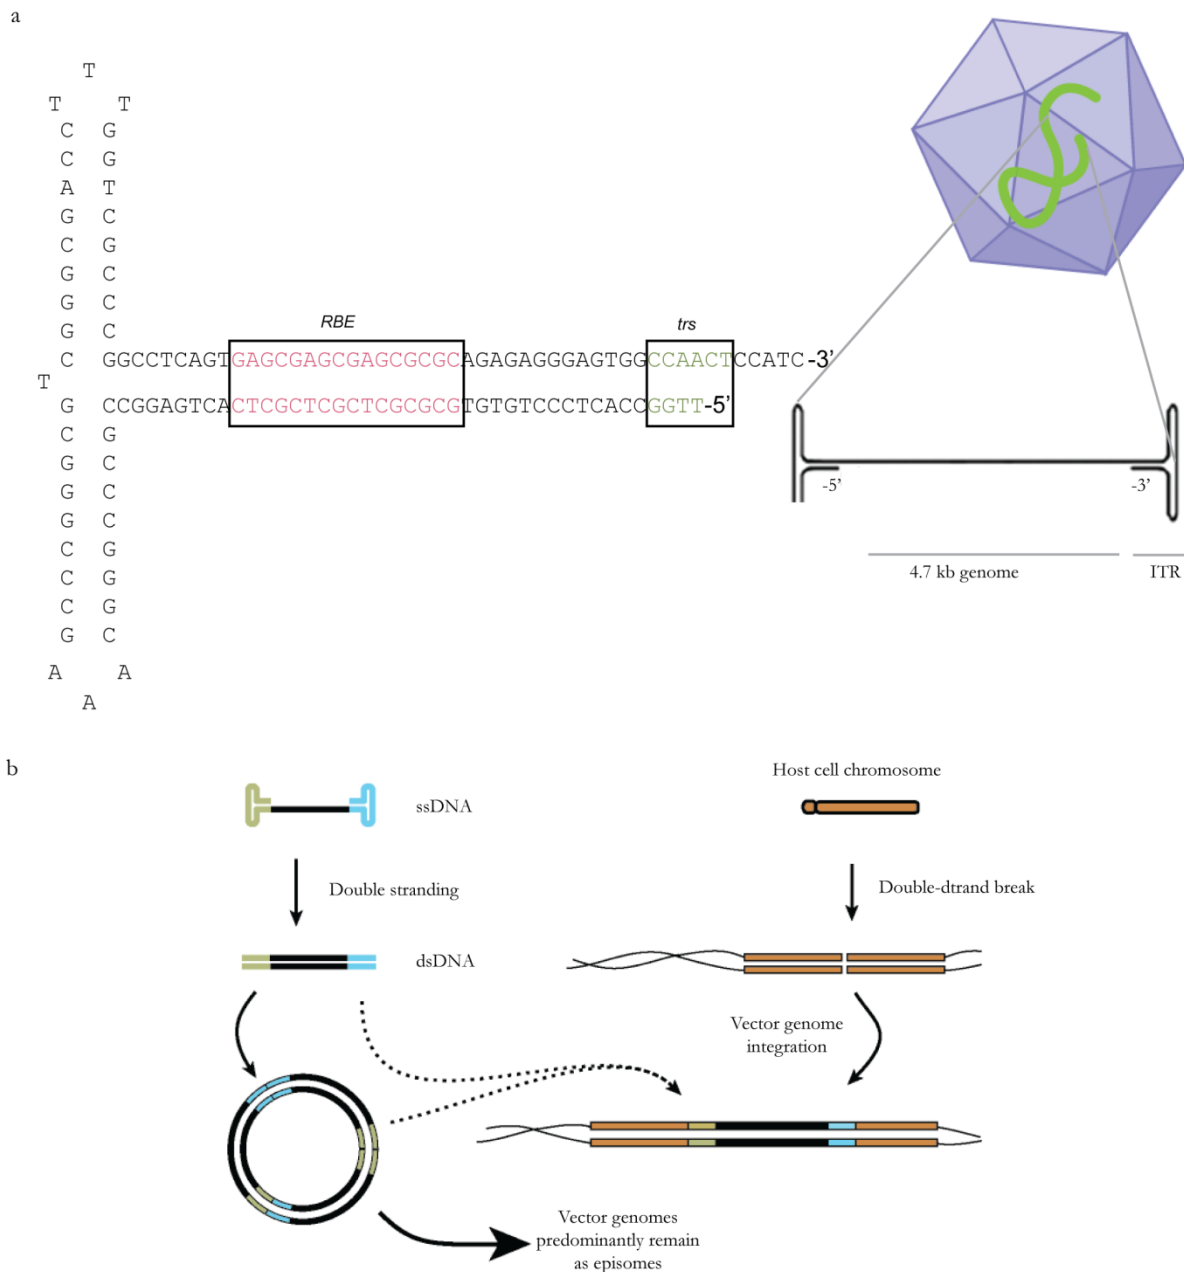 a
T
T T
C G
C G
A T
G C
C G
G C
G C
G C
RBE trs
C GGCCTCAGTGAGCGAGCGAGCGCGCAGAGAGGGAGTGGCCAACTCCATC-3’
T
G CCGGAGTCACTCGCTCGCTCGCGCGTGTGTCCCTCACCGGTT-5’
C G
G C
G C
G C
C G
C G
C G
G C
A A
A
-5’ -3’
4.7 kb genome ITR
b
ssDNA
Double stranding
dsDNA
Host cell chromosome
Double-dtrand break
Vector genome
integration
Vector genomes
predominantly remain
as episomes